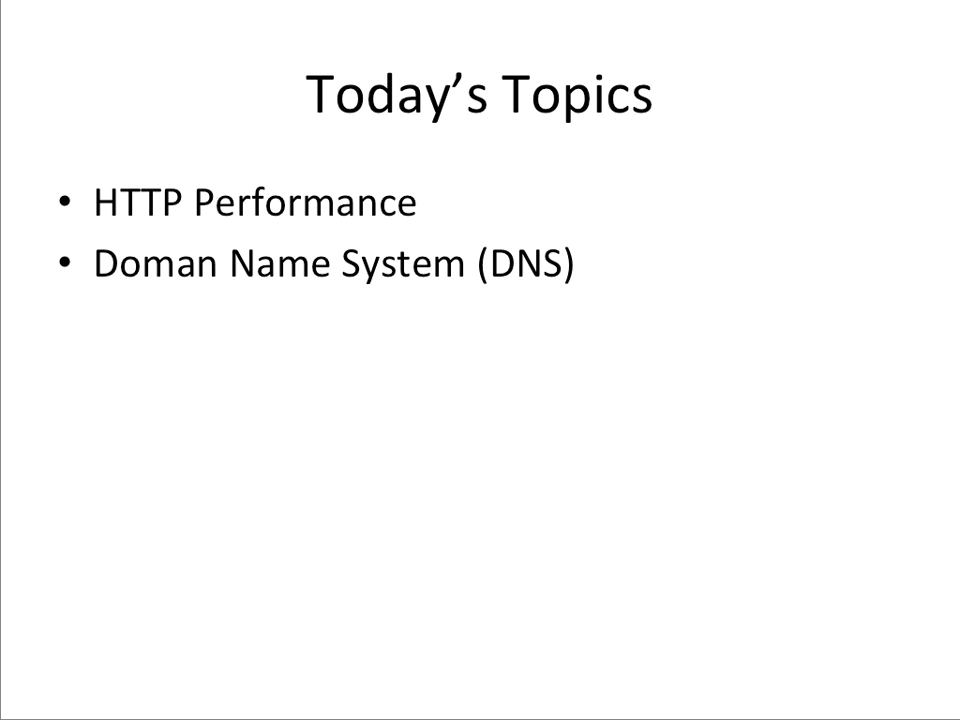 Today’s Topics
• HTTP Performance
• Doman Name System (DNS)